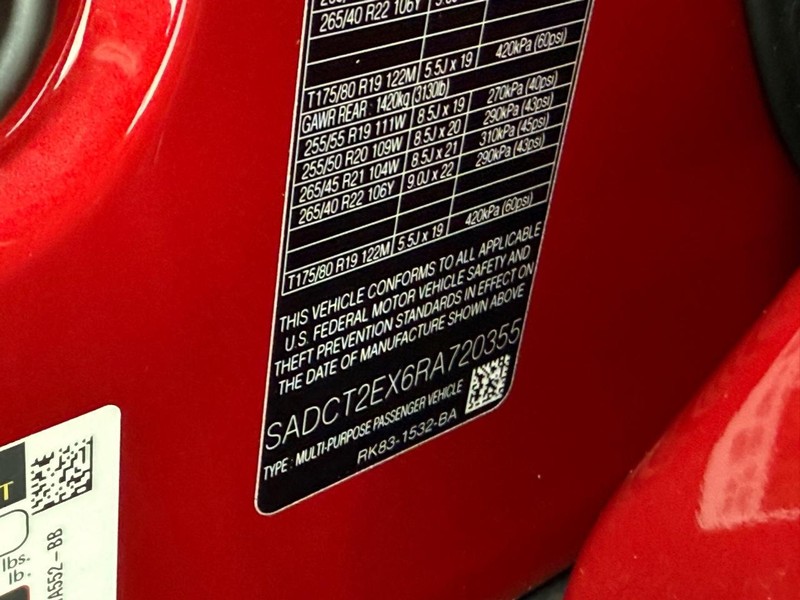 265/40 R22 106Y
T175/80 R19 122M 5.5J x 19 420kPa (60psi)
GAWR REAR : 1420kg (3130lb)
255/55 R19 111W 8.5J x 19 270kPa (40psi)
255/50 R20 109W 8.5J x 20 290kPa (43psi)
265/45 R21 104W 8.5J x 21 310kPa (45psi)
265/40 R22 106Y 9.0J x 22 290kPa (43psi)
T175/80 R19 122M 5.5J x 19 420kPa (60psi)
THIS VEHICLE CONFORMS TO ALL APPLICABLE
U.S. FEDERAL MOTOR VEHICLE SAFETY AND
THEFT PREVENTION STANDARDS IN EFFECT ON
THE DATE OF MANUFACTURE SHOWN ABOVE
SADCT2EX6RA720355
TYPE : MULTI-PURPOSE PASSENGER VEHICLE
RK83-1532-BA
T
lbs.
lb.
A552-BB